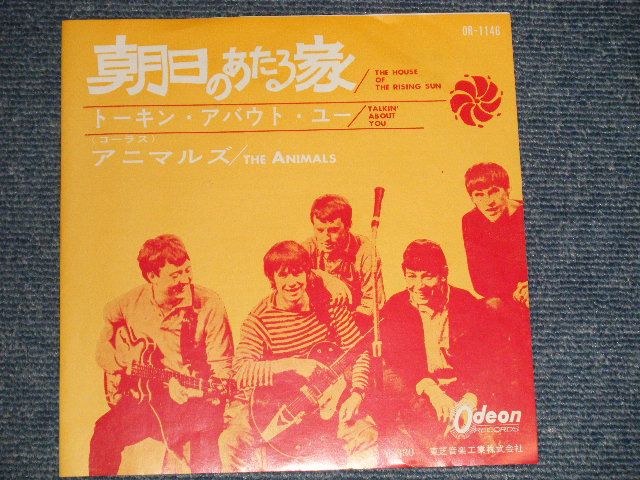 OR-1146
朝日のあたる家/THE HOUSE OF THE RISING SUN
トーキン・アバウト・ユー/TALKIN' ABOUT YOU
(コーラス)
アニマルズ/THE ANIMALS
Odeon
RECORDS
東芝音楽工業株式会社